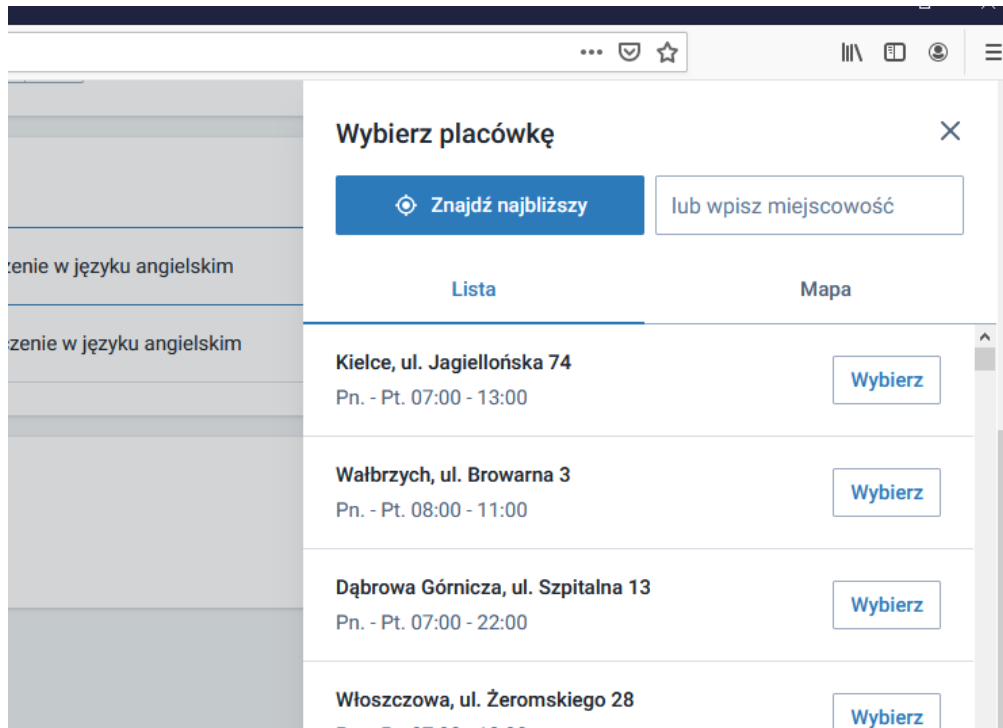 Wybierz placówkę
Znajdź najbliższy
lub wpisz miejscowość
Lista
Mapa
w języku angielskim
w języku angielskim
Kielce, ul. Jagiellońska 74
Pn. - Pt. 07:00 - 13:00
Wybierz
Wałbrzych, ul. Browarna 3
Pn. - Pt. 08:00 - 11:00
Wybierz
Dąbrowa Górnicza, ul. Szpitalna 13
Pn. - Pt. 07:00 - 22:00
Wybierz
Włoszczowa, ul. Żeromskiego 28
Wybierz